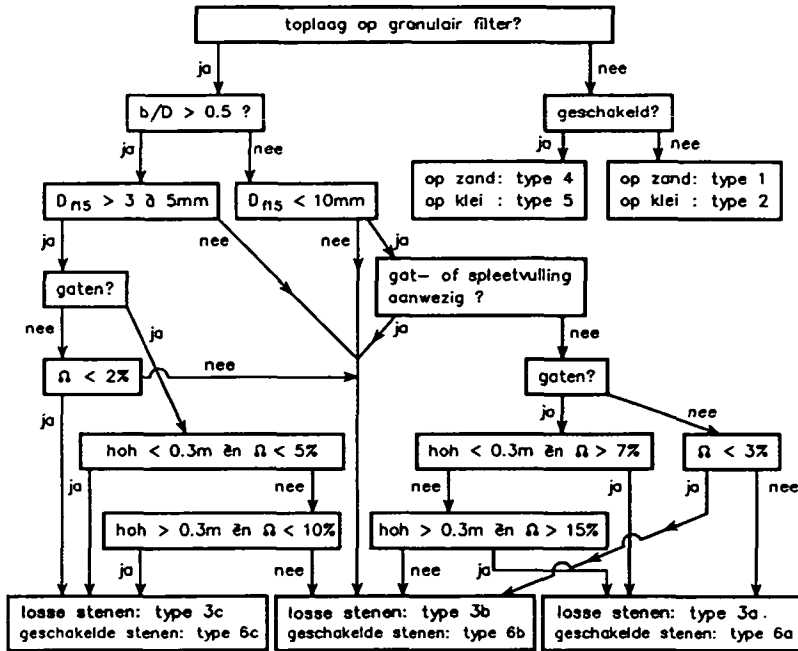 toplaag op granulair filter?
ja
nee
b/D > 0.5 ?
geschakeld?
ja
nee
ja
nee
D f15 > 3 à 5mm
D f15 < 10mm
op zand: type 4
op klei : type 5
op zand: type 1
op klei : type 2
ja
nee
nee
ja
gaten?
gat- of spleetvulling
aanwezig ?
nee
ja
ja
nee
Ω < 2%
nee
gaten?
ja
ja
nee
hoh < 0.3m èn Ω < 5%
hoh < 0.3m èn Ω > 7%
Ω < 3%
ja
nee
nee
ja
ja
nee
hoh > 0.3m èn Ω < 10%
hoh > 0.3m èn Ω > 15%
ja
nee
nee
ja
losse stenen: type 3c
geschakelde stenen: type 6c
losse stenen: type 3b
geschakelde stenen: type 6b
losse stenen: type 3a.
geschakelde stenen: type 6a